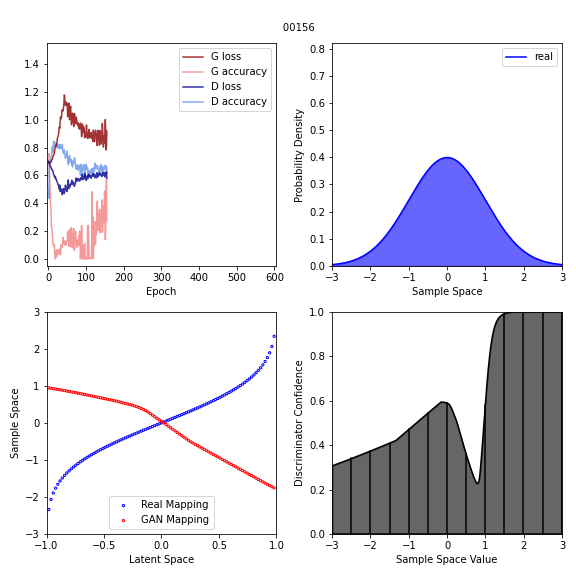 00156
G loss
G accuracy
D loss
D accuracy
1.4
1.2
1.0
0.8
0.6
0.4
0.2
0.0
0 100 200 300 400 500 600
Epoch
real
Probability Density
0.8
0.7
0.6
0.5
0.4
0.3
0.2
0.1
0.0
−3 −2 −1 0 1 2 3
Sample Space
Sample Space
3
2
1
0
−1
−2
−3
Real Mapping
GAN Mapping
−1.0 −0.5 0.0 0.5 1.0
Latent Space
Discriminator Confidence
1.0
0.8
0.6
0.4
0.2
0.0
−3 −2 −1 0 1 2 3
Sample Space Value